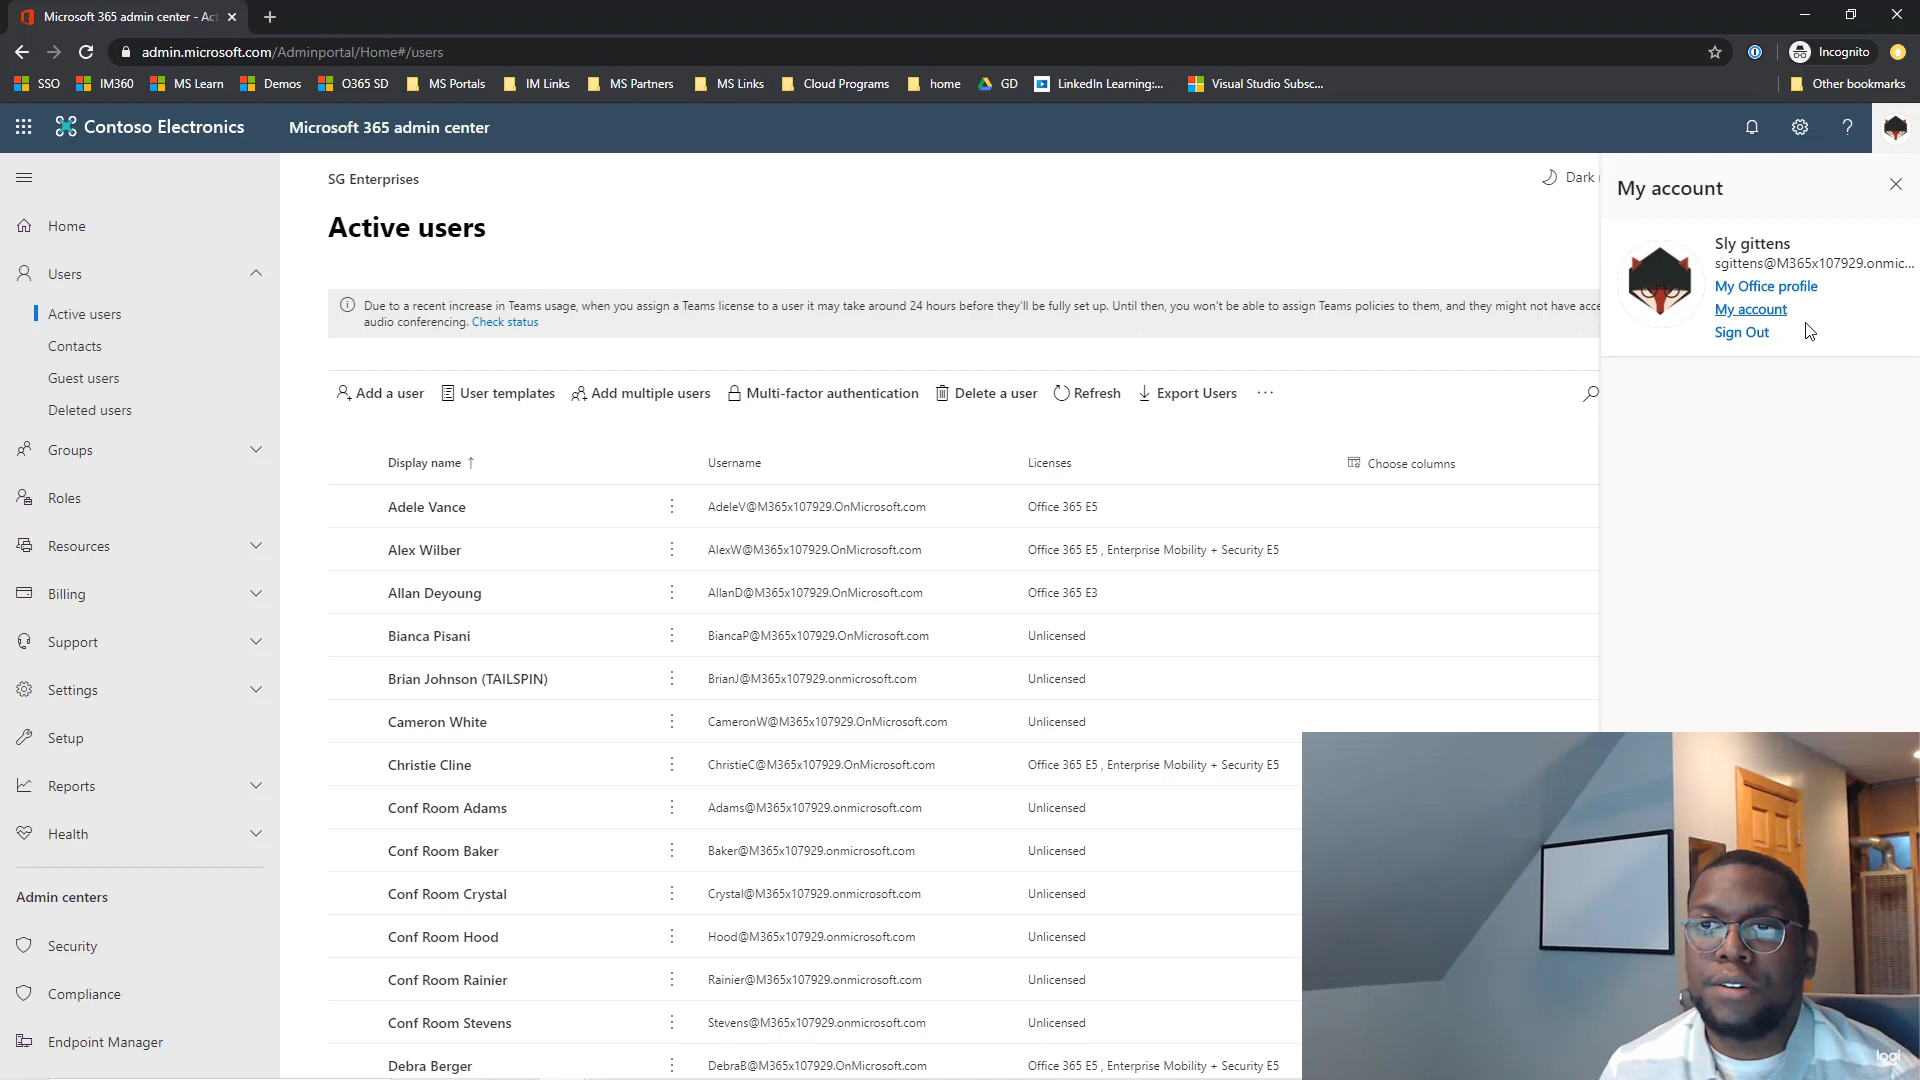 Microsoft 365 admin center - Act
admin.microsoft.com/Adminportal/Home#/users
Incognito
SSO
IM360
MS Learn
Demos
O365 SD
MS Portals
IM Links
MS Partners
MS Links
Cloud Programs
home
GD
LinkedIn Learning:...
Visual Studio Subsc...
Other bookmarks
Contoso Electronics
Microsoft 365 admin center
?
SG Enterprises
Dark
My account
Active users
Sly gittens
sgittens@M365x107929.onmic...
My Office profile
My account
Sign Out
Due to a recent increase in Teams usage, when you assign a Teams license to a user it may take around 24 hours before they'll be fully set up. Until then, you won't be able to assign Teams policies to them, and they might not have acce
audio conferencing. Check status
Home
Users
Active users
Contacts
Guest users
Deleted users
Groups
Roles
Resources
Billing
Support
Settings
Setup
Reports
Health
Admin centers
Security
Compliance
Endpoint Manager
Add a user
User templates
Add multiple users
Multi-factor authentication
Delete a user
Refresh
Export Users
...
Display name ↑
Username
Licenses
Choose columns
Adele Vance AdeleV@M365x107929.OnMicrosoft.com Office 365 E5
Alex Wilber AlexW@M365x107929.OnMicrosoft.com Office 365 E5 , Enterprise Mobility + Security E5
Allan Deyoung AllanD@M365x107929.OnMicrosoft.com Office 365 E3
Bianca Pisani BiancaP@M365x107929.OnMicrosoft.com Unlicensed
Brian Johnson (TAILSPIN) BrianJ@M365x107929.onmicrosoft.com Unlicensed
Cameron White CameronW@M365x107929.OnMicrosoft.com Unlicensed
Christie Cline ChristieC@M365x107929.OnMicrosoft.com Office 365 E5 , Enterprise Mobility + Security E5
Conf Room Adams Adams@M365x107929.onmicrosoft.com Unlicensed
Conf Room Baker Baker@M365x107929.onmicrosoft.com Unlicensed
Conf Room Crystal Crystal@M365x107929.onmicrosoft.com Unlicensed
Conf Room Hood Hood@M365x107929.onmicrosoft.com Unlicensed
Conf Room Rainier Rainier@M365x107929.onmicrosoft.com Unlicensed
Conf Room Stevens Stevens@M365x107929.onmicrosoft.com Unlicensed
Debra Berger DebraB@M365x107929.OnMicrosoft.com Office 365 E5 , Enterprise Mobility + Security E5
logi